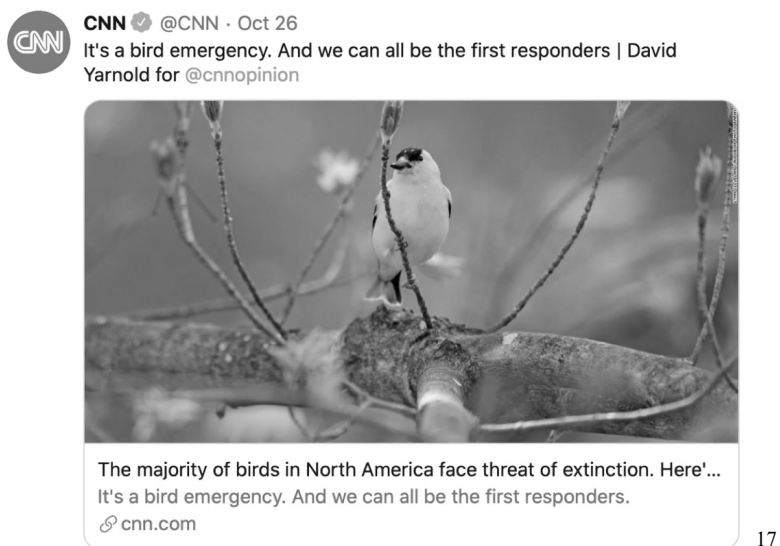 CNN @CNN · Oct 26
It's a bird emergency. And we can all be the first responders | David
Yarnold for @cnnopinion
CNN
The majority of birds in North America face threat of extinction. Here'...
It's a bird emergency. And we can all be the first responders.
cnn.com
17